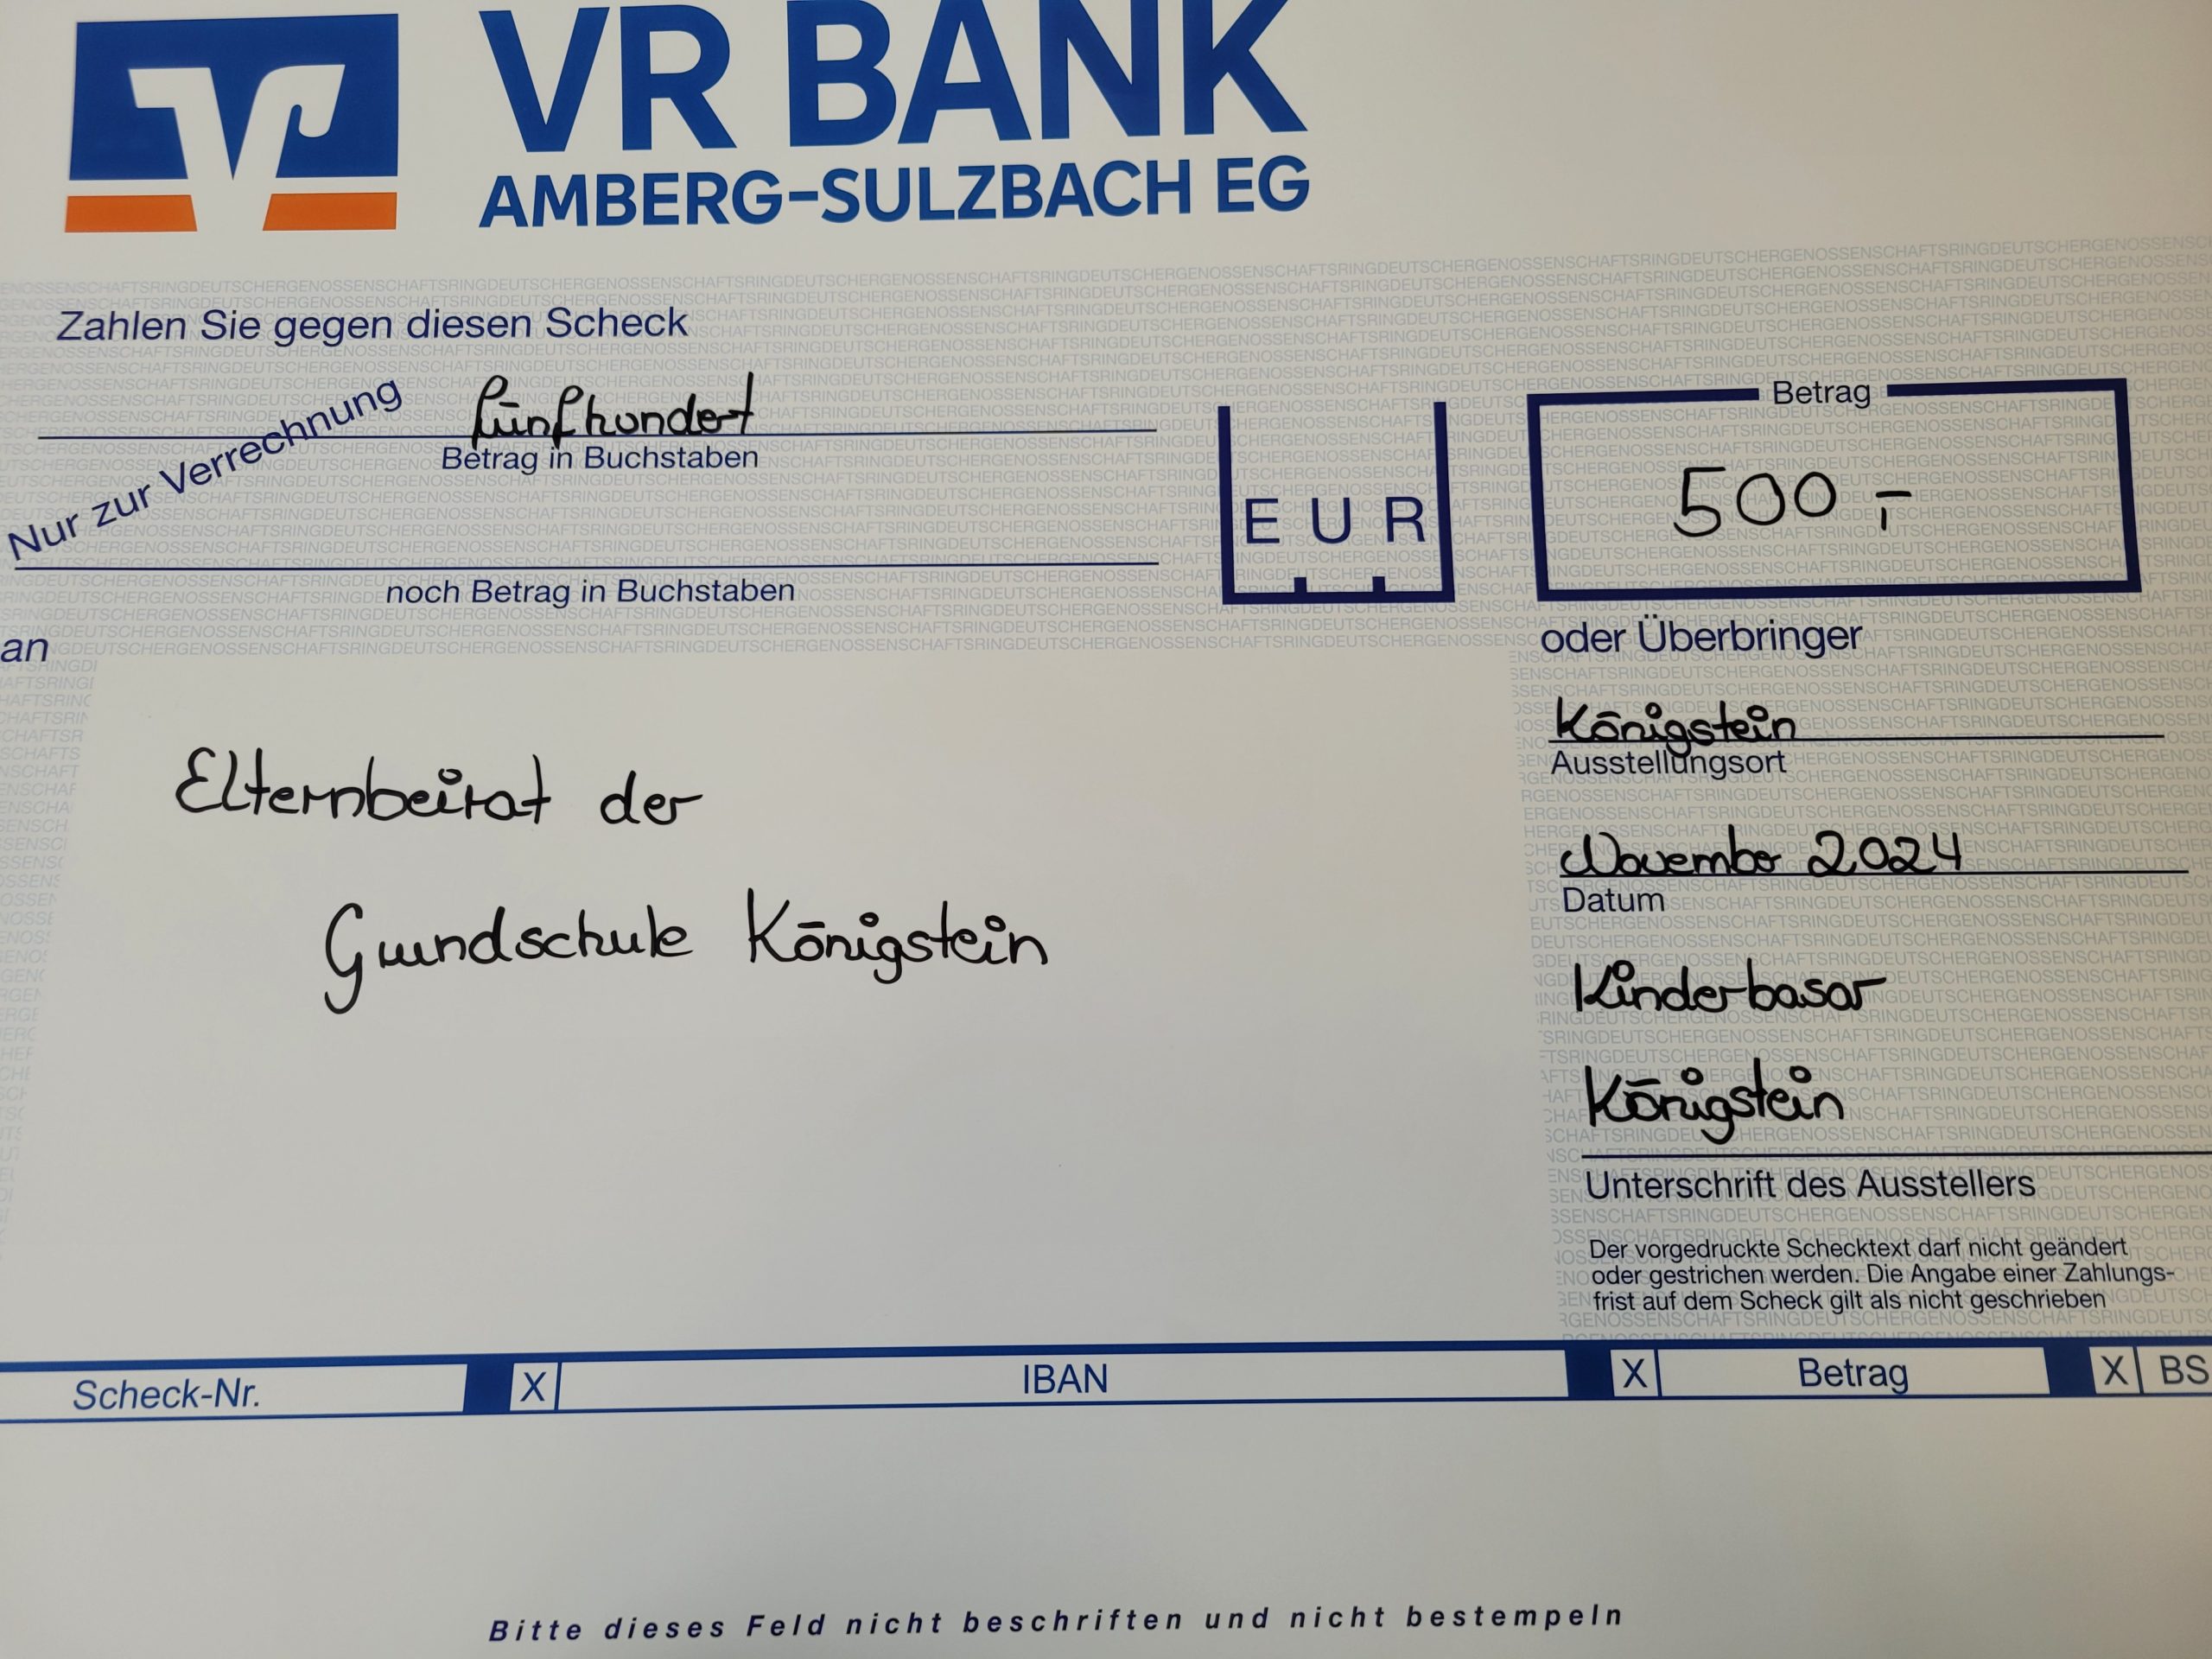 VR BANK
AMBERG-SULZBACH EG
Zahlen Sie gegen diesen Scheck
Nur zur Verrechnung
fünfhundert
Betrag in Buchstaben
noch Betrag in Buchstaben
EUR
Betrag
500,-
an
oder Überbringer
Elternbeirat der
Grundschule Königstein
Königstein
Ausstellungsort
November 2024
Datum
Kinderbasar
Königstein
Unterschrift des Ausstellers
Der vorgedruckte Schecktext darf nicht geändert
oder gestrichen werden. Die Angabe einer Zahlungs-
frist auf dem Scheck gilt als nicht geschrieben
Scheck-Nr. X IBAN X Betrag X BS
Bitte dieses Feld nicht beschriften und nicht bestempeln